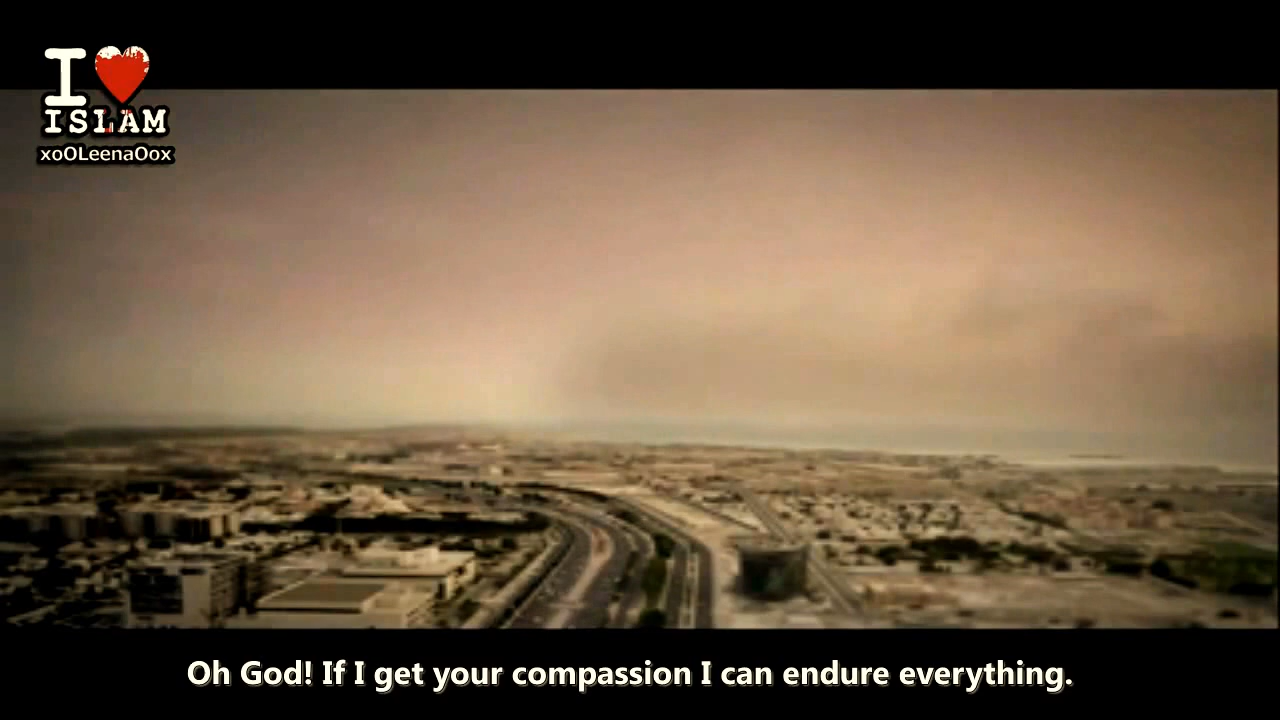 I
ISLAM
xoOLeenaOox
Oh God! If I get your compassion I can endure everything.